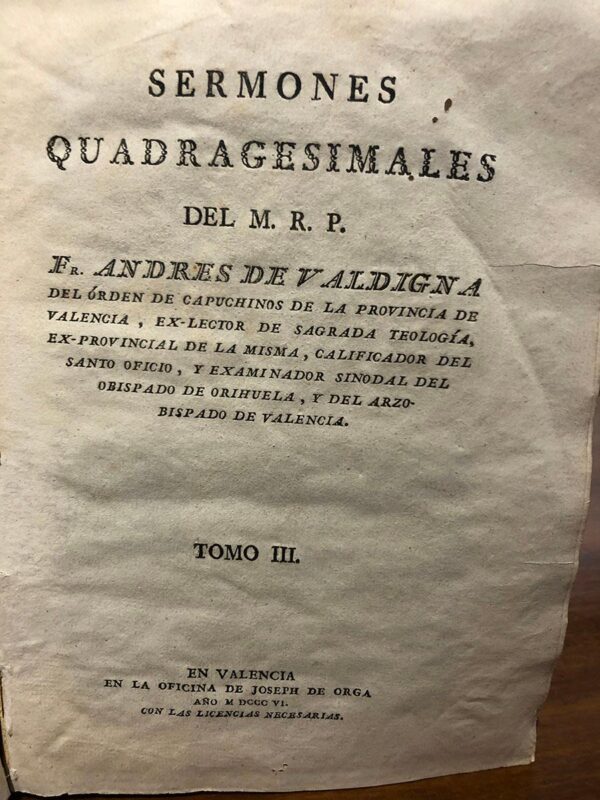 SERMONES
QUADRAGESIMALES
DEL M. R. P.
FR. ANDRES DE VALDIGNA
DEL ÓRDEN DE CAPUCHINOS DE LA PROVINCIA DE
VALENCIA, EX-LECTOR DE SAGRADA TEOLOGÍA,
EX-PROVINCIAL DE LA MISMA, CALIFICADOR DEL
SANTO OFICIO, Y EXAMINADOR SINODAL DEL
OBISPADO DE ORIHUELA, Y DEL ARZO-
BISPADO DE VALENCIA.
TOMO III.
EN VALENCIA
EN LA OFICINA DE JOSEPH DE ORGA
AÑO M DCCC VI.
CON LAS LICENCIAS NECESARIAS.